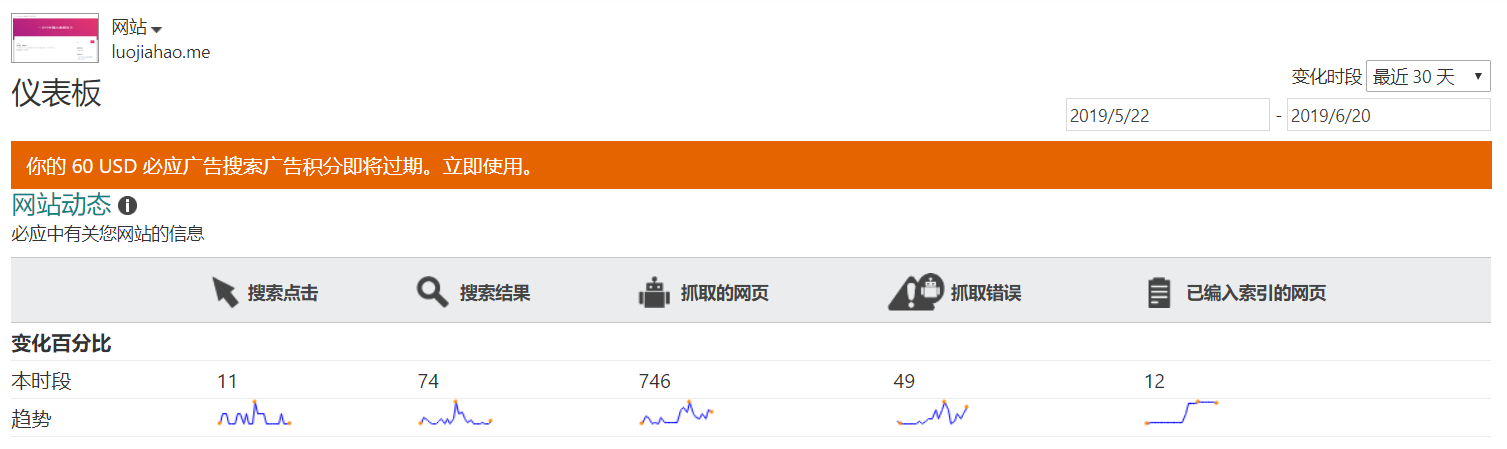 网站
luojiahao.me
仪表板
变化时段 最近 30 天
2019/5/22 - 2019/6/20
你的 60 USD 必应广告搜索广告积分即将过期。立即使用。
网站动态
必应中有关您网站的信息
搜索点击 搜索结果 抓取的网页 抓取错误 已编入索引的网页
变化百分比
本时段 11 74 746 49 12
趋势